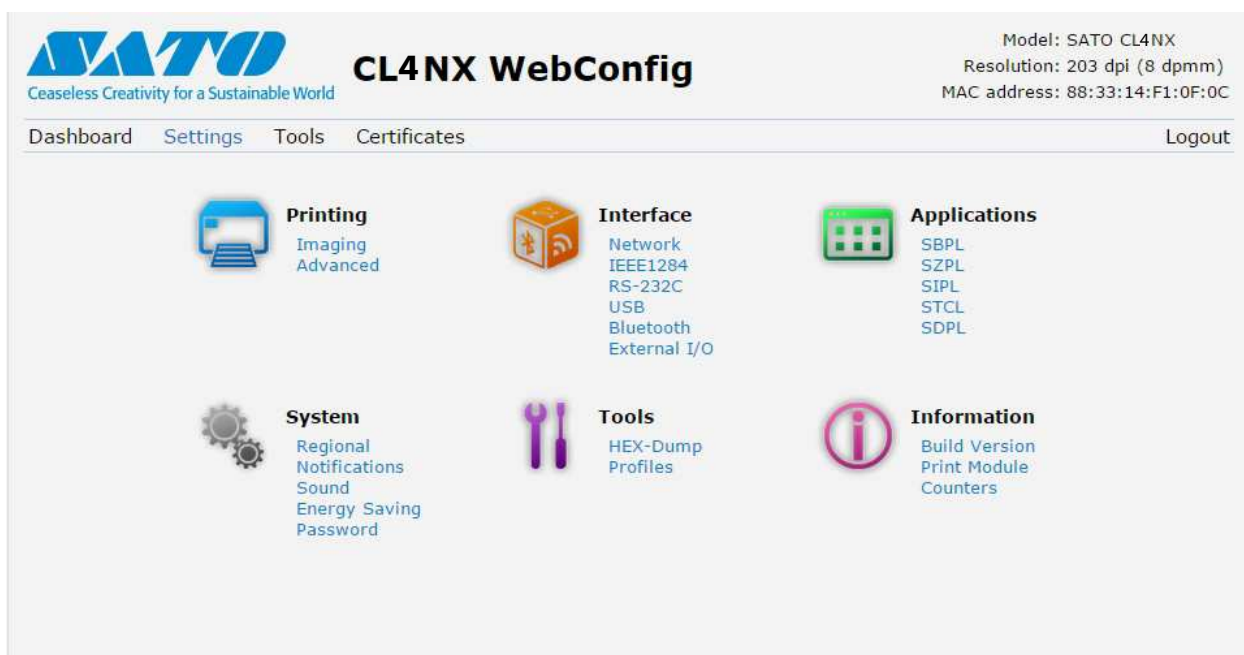 SATO
Ceaseless Creativity for a Sustainable World
CL4NX WebConfig
Model: SATO CL4NX
Resolution: 203 dpi (8 dpmm)
MAC address: 88:33:14:F1:0F:0C
Dashboard Settings Tools Certificates Logout
Printing
Imaging
Advanced
Interface
Network
IEEE1284
RS-232C
USB
Bluetooth
External I/O
Applications
SBPL
SZPL
SIPL
STCL
SDPL
System
Regional
Notifications
Sound
Energy Saving
Password
Tools
HEX-Dump
Profiles
Information
Build Version
Print Module
Counters